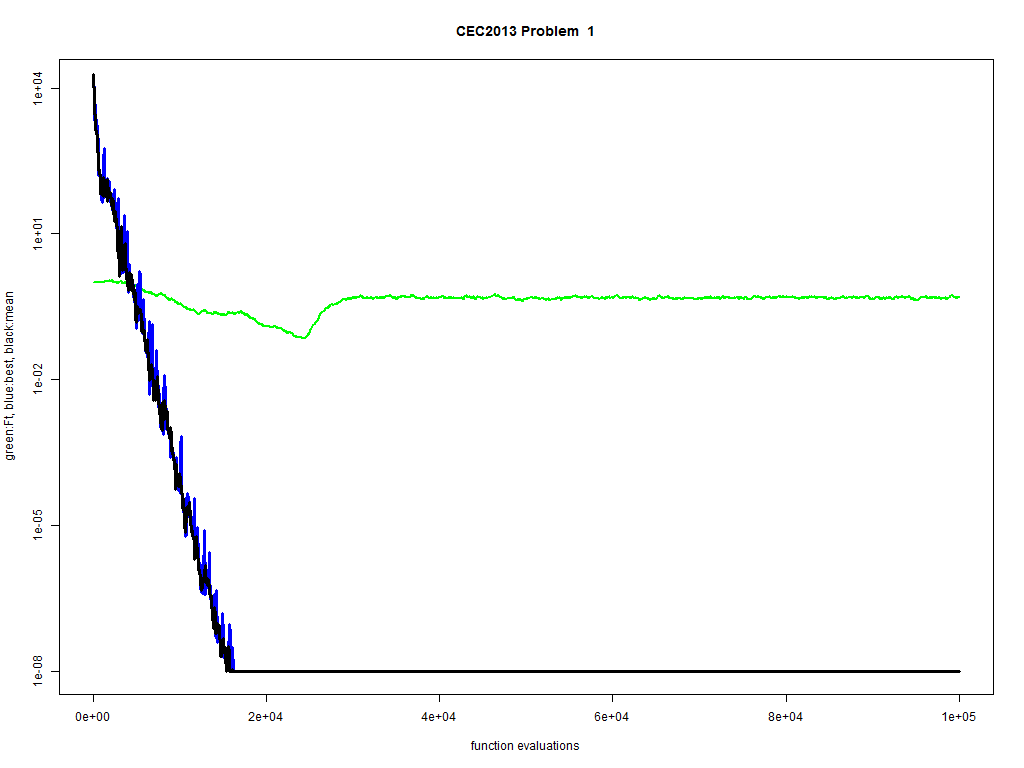 CEC2013 Problem  1
green:Ft, blue:best, black:mean
1e+04
1e+01
1e-02
1e-05
1e-08
0e+00
2e+04
4e+04
6e+04
8e+04
1e+05
function evaluations